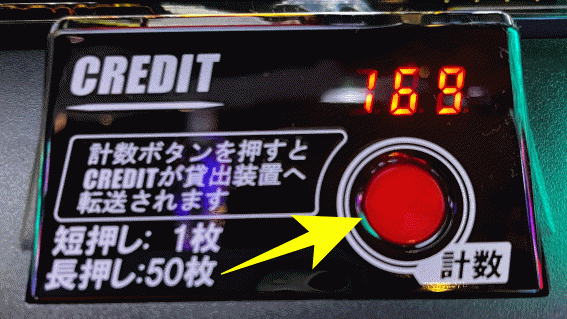 CREDIT
169
計数ボタンを押すと
CREDITが貸出装置へ
転送されます
短押し: 1枚
長押し:50枚
計数